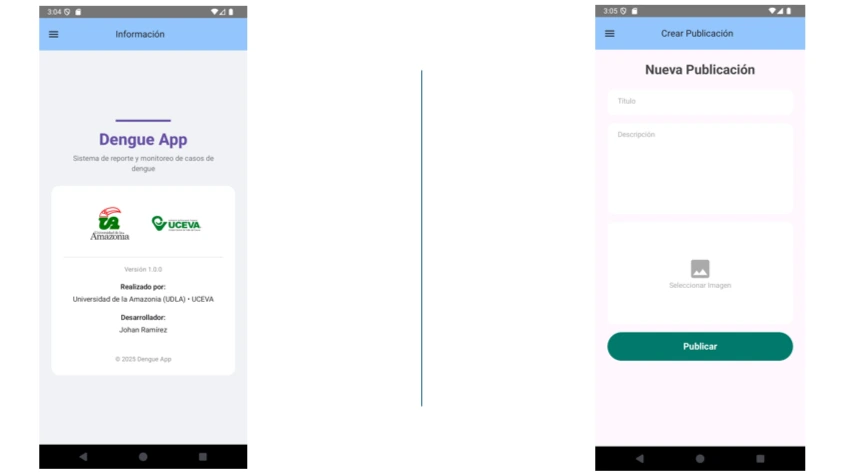 3:04
Información
Dengue App
Sistema de reporte y monitoreo de casos de
dengue
Universidad de la
Amazonia
UCEVA
Versión 1.0.0
Realizado por:
Universidad de la Amazonia (UDLA) • UCEVA
Desarrollador:
Johan Ramírez
© 2025 Dengue App
3:05
Crear Publicación
Nueva Publicación
Título
Descripción
Seleccionar Imagen
Publicar